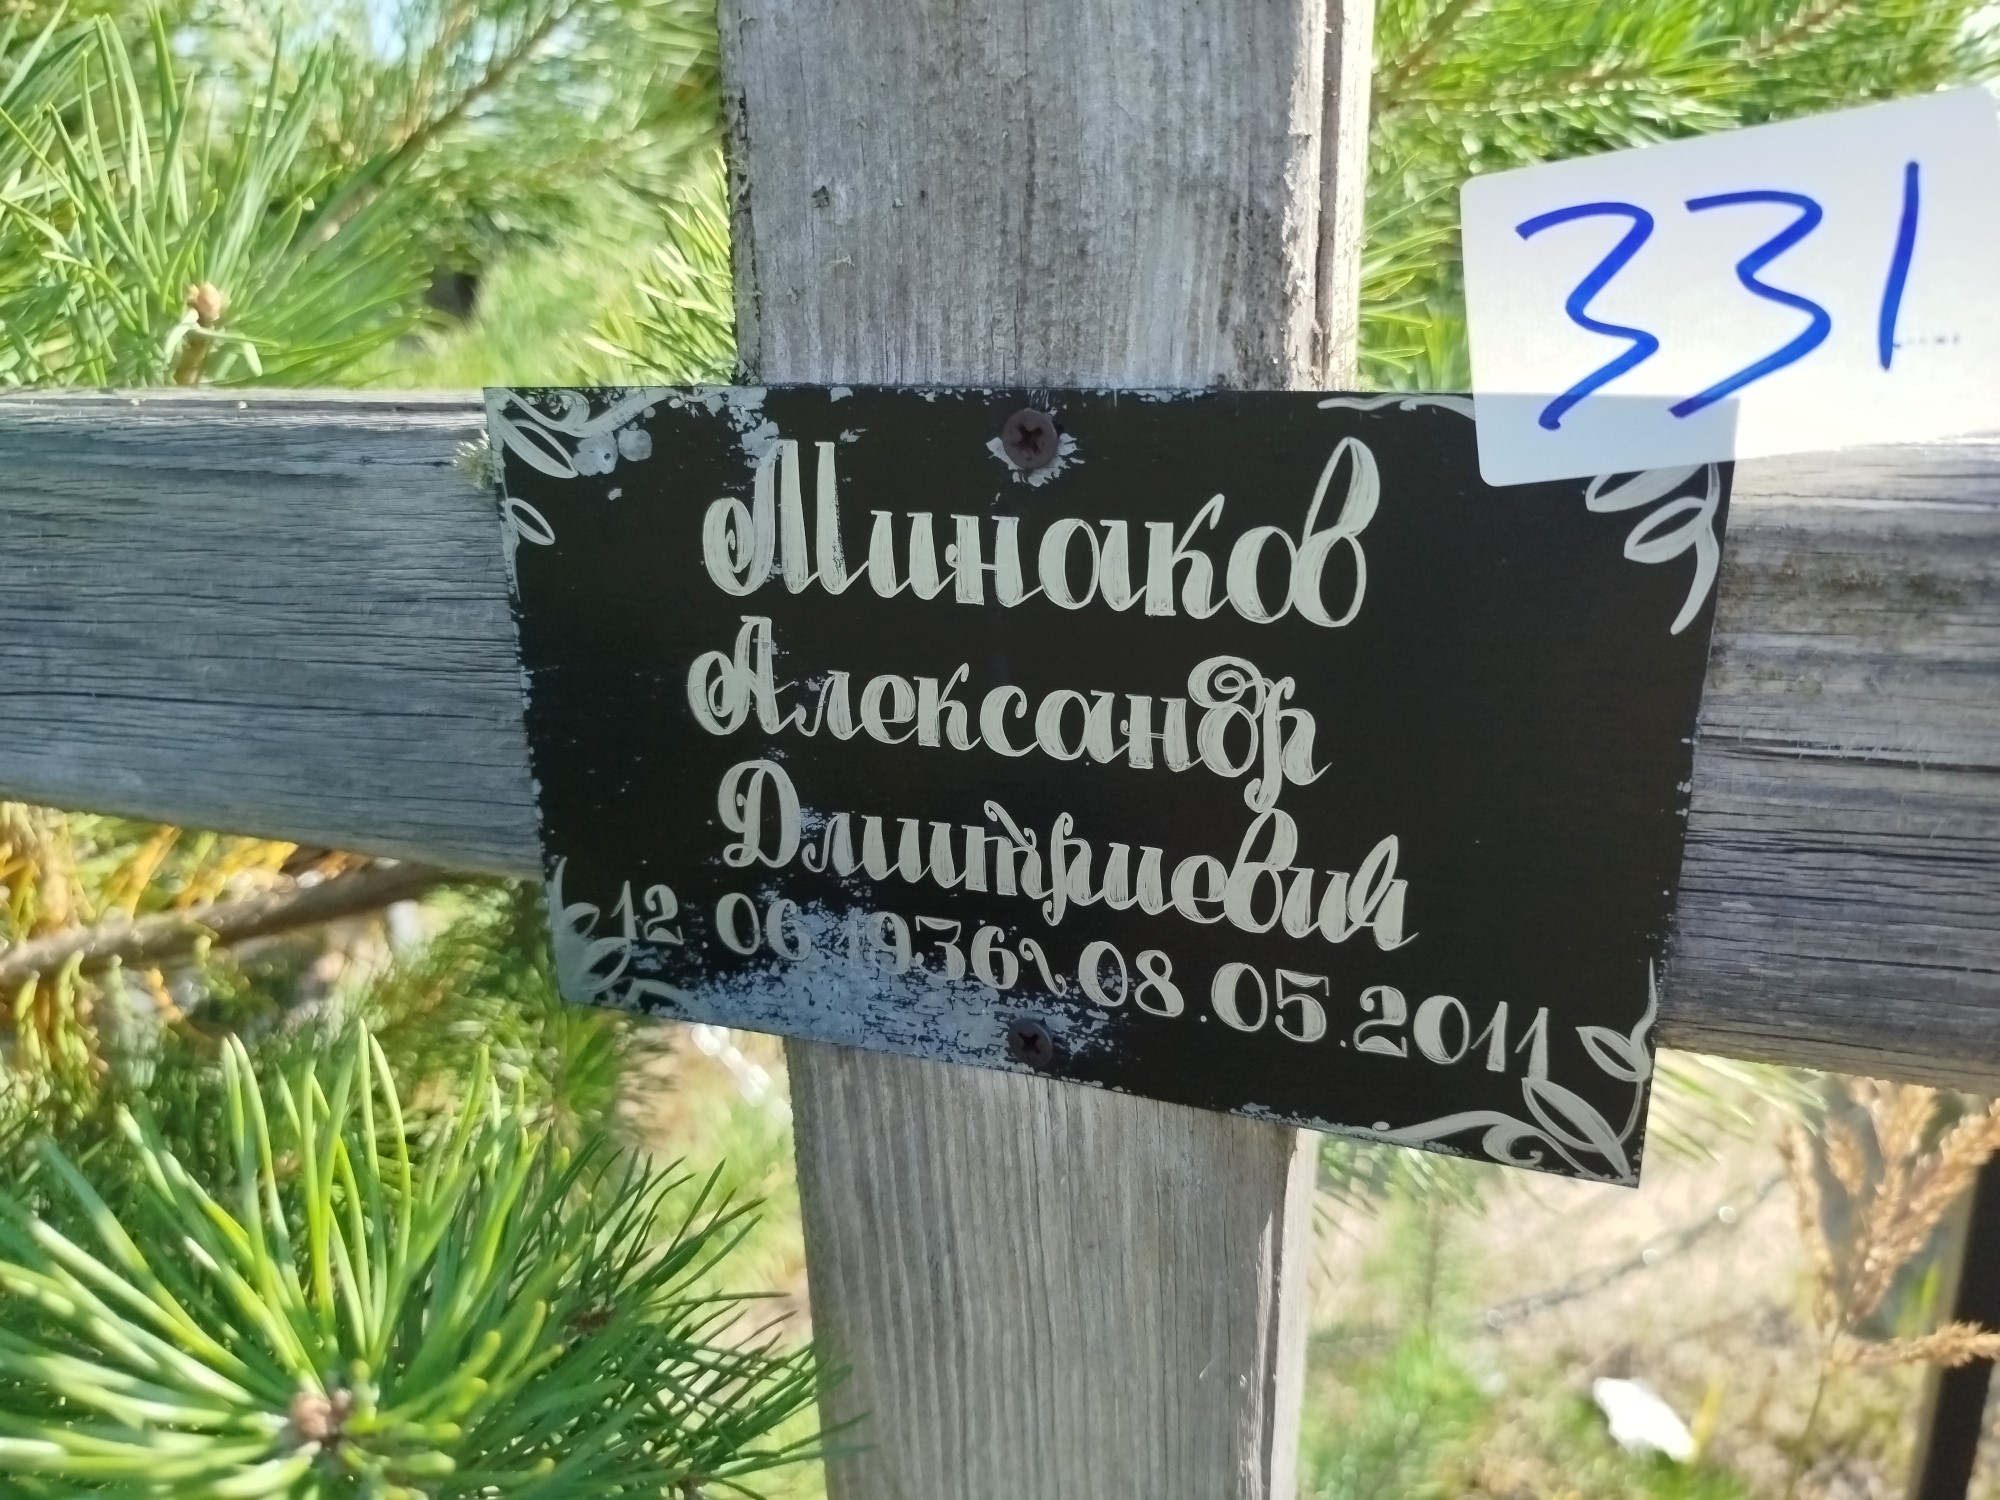 331
Минаков
Александр
Дмитриевич
12.06.1936~08.05.2011